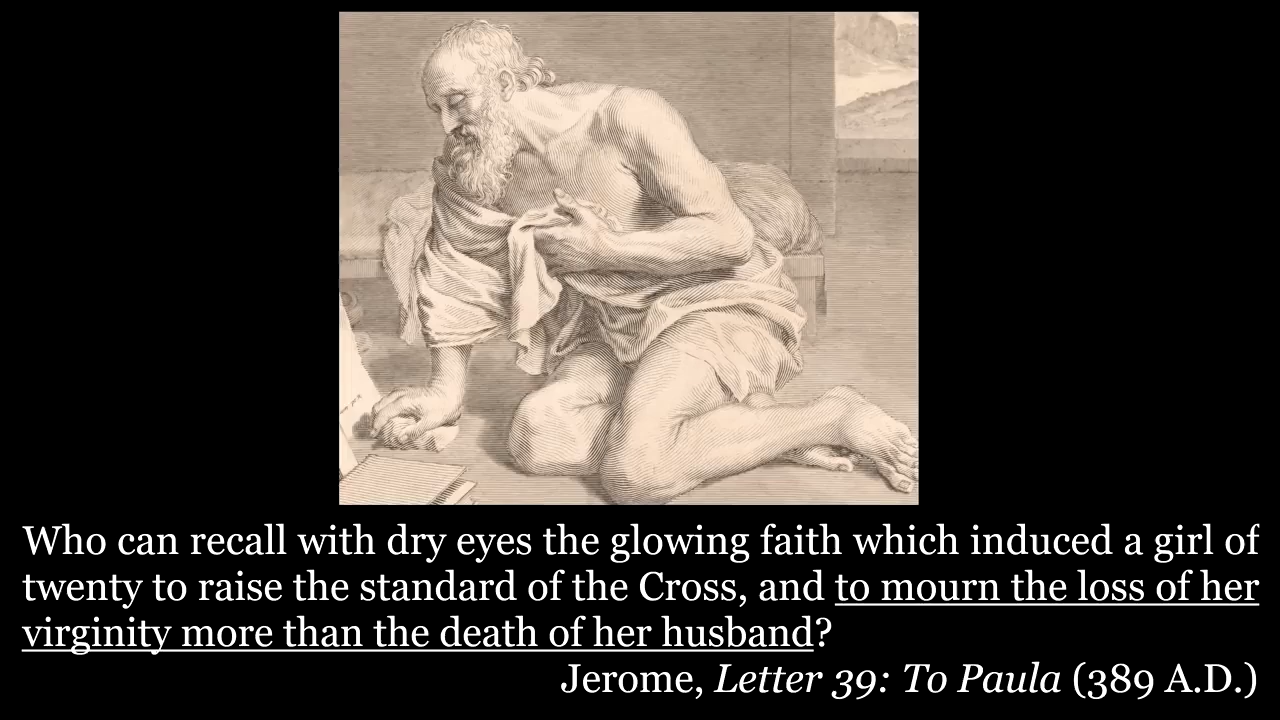 Who can recall with dry eyes the glowing faith which induced a girl of
twenty to raise the standard of the Cross, and to mourn the loss of her
virginity more than the death of her husband?
Jerome, Letter 39: To Paula (389 A.D.)